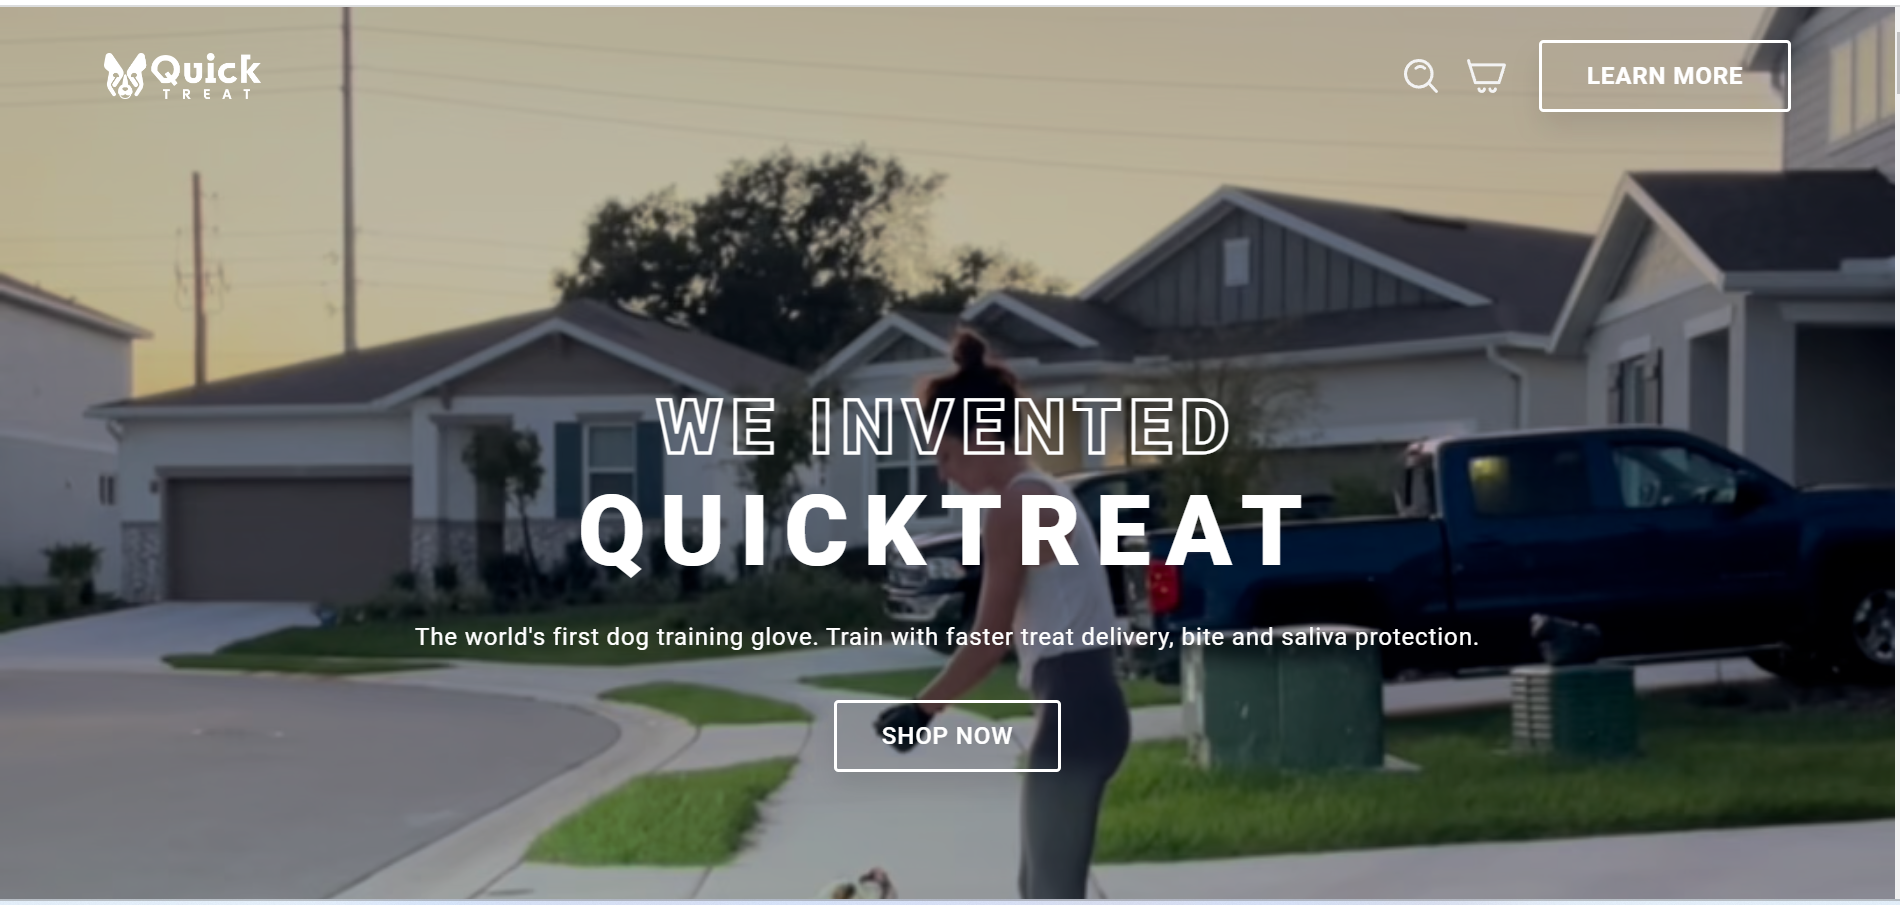 Quick
TREAT
LEARN MORE
WE INVENTED
QUICKTREAT
The world's first dog training glove. Train with faster treat delivery, bite and saliva protection.
SHOP NOW